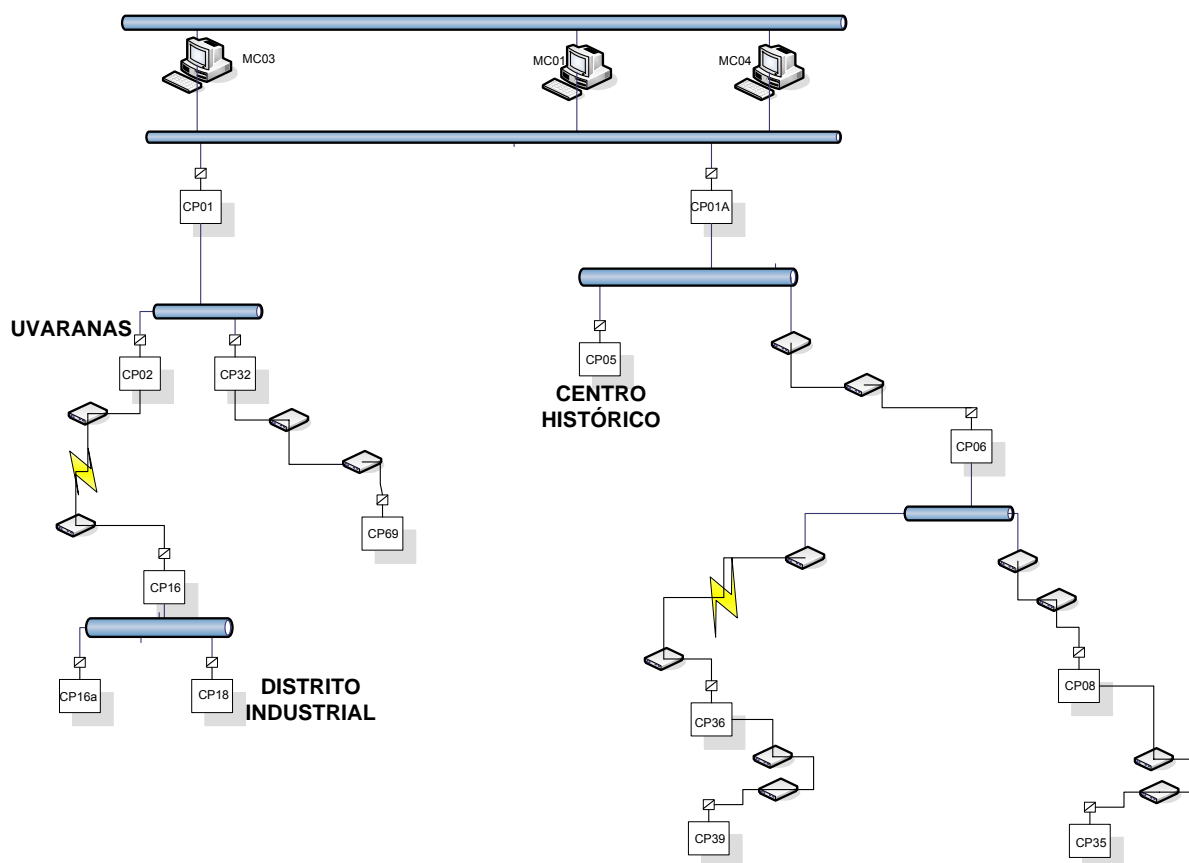 MC03
MC01
MC04
CP01
CP01A
UVARANAS
CP02
CP32
CP05
CENTRO
HISTÓRICO
CP06
CP69
CP16
CP16a
CP18
DISTRITO
INDUSTRIAL
CP36
CP08
CP39
CP35